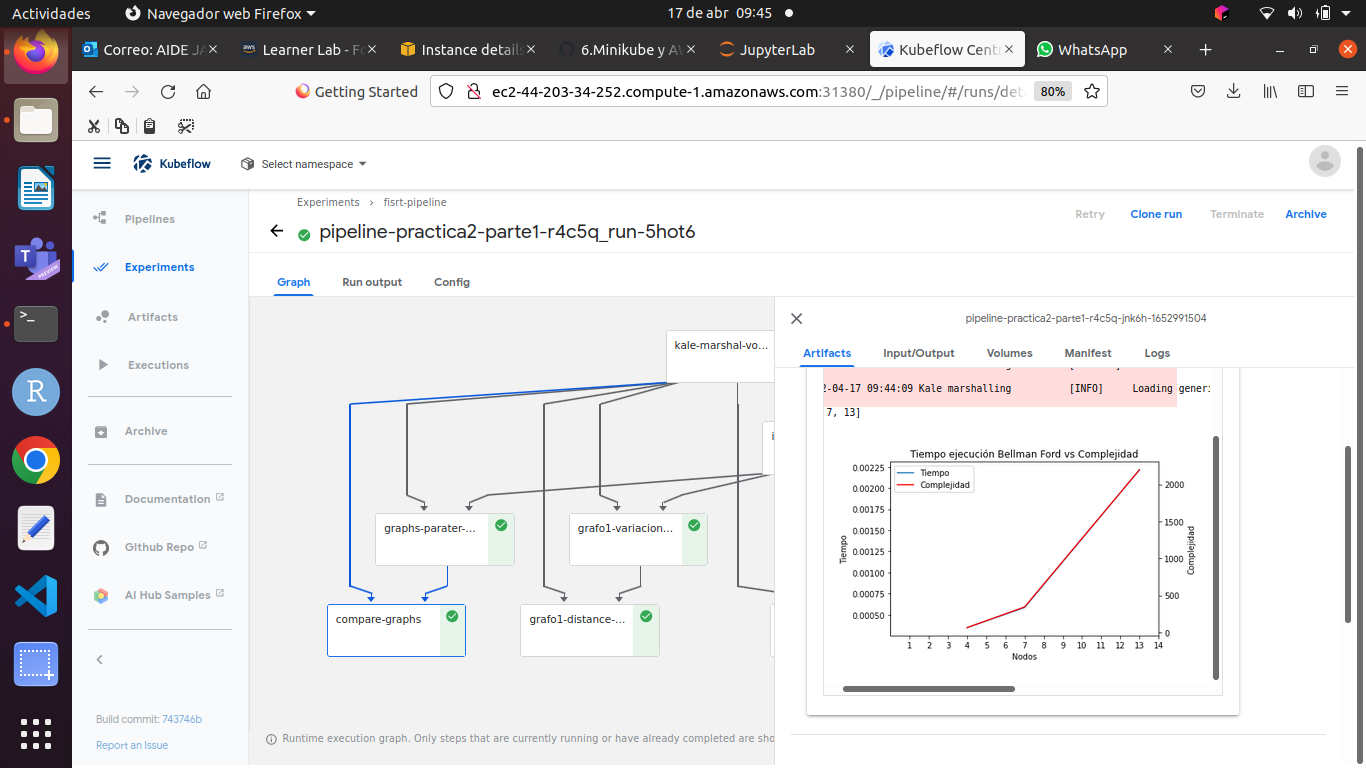 Actividades
Navegador web Firefox
17 de abr 09:45
Correo: AIDE JA
Learner Lab - Fo
Instance details
6.Minikube y AW
JupyterLab
Kubeflow Cent
WhatsApp
Getting Started
ec2-44-203-34-252.compute-1.amazonaws.com:31380/_/pipeline/#/runs/det
80%
Kubeflow
Select namespace
Pipelines
Experiments
Artifacts
Executions
Archive
Documentation
Github Repo
AI Hub Samples
Build commit: 743746b
Report an Issue
Experiments › fisrt-pipeline
pipeline-practica2-parte1-r4c5q_run-5hot6
Retry
Clone run
Terminate
Archive
Graph
Run output
Config
kale-marshal-vo...
graphs-parater-...
grafo1-variacion...
compare-graphs
grafo1-distance-...
Runtime execution graph. Only steps that are currently running or have already completed are sho
pipeline-practica2-parte1-r4c5q-jnk6h-1652991504
Artifacts
Input/Output
Volumes
Manifest
Logs
2-04-17 09:44:09 Kale marshalling [INFO] Loading generi
7, 13]
Tiempo ejecución Bellman Ford vs Complejidad
Tiempo
Complejidad
0.00225
0.00200
0.00175
0.00150
0.00125
0.00100
0.00075
0.00050
Tiempo
2000
1500
1000
500
0
Complejidad
1 2 3 4 5 6 7 8 9 10 11 12 13 14
Nodos